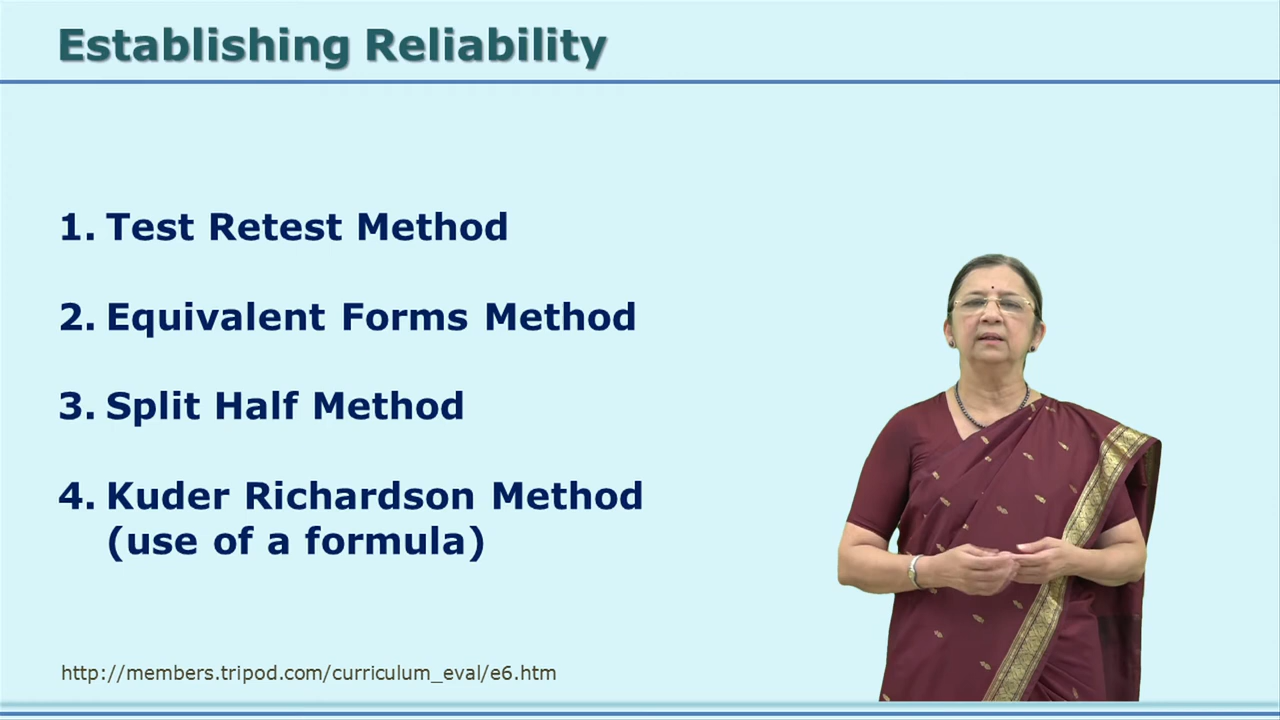 Establishing Reliability
1. Test Retest Method
2. Equivalent Forms Method
3. Split Half Method
4. Kuder Richardson Method
(use of a formula)
http://members.tripod.com/curriculum_eval/e6.htm